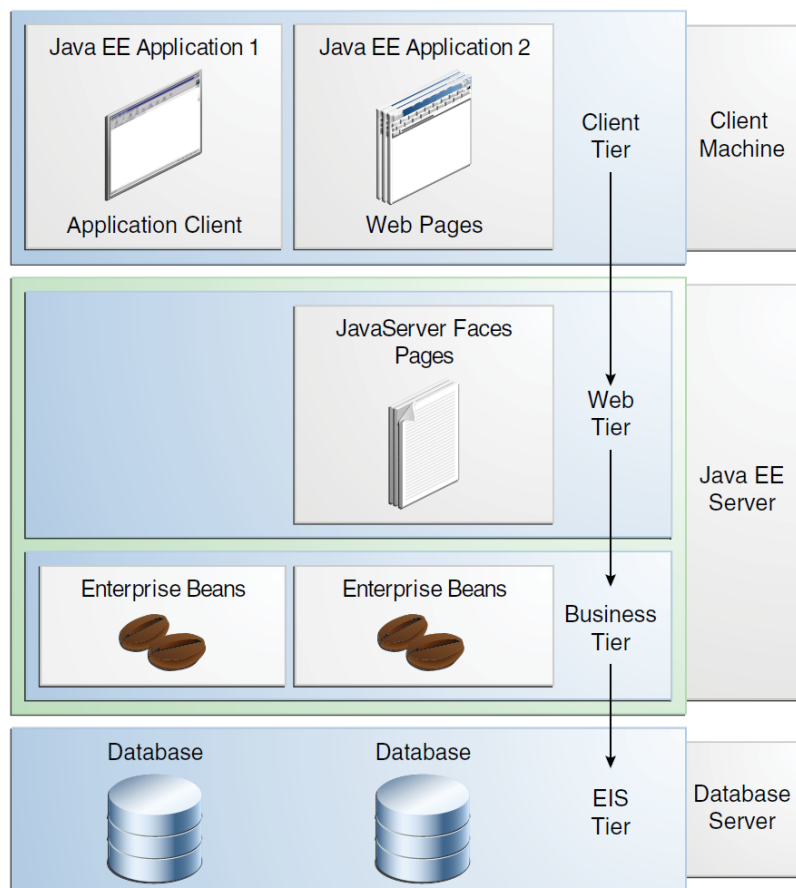 Java EE Application 1
Java EE Application 2
Application Client
Web Pages
Client
Tier
Client
Machine
JavaServer Faces
Pages
Web
Tier
Java EE
Server
Enterprise Beans
Enterprise Beans
Business
Tier
Database
Database
EIS
Tier
Database
Server